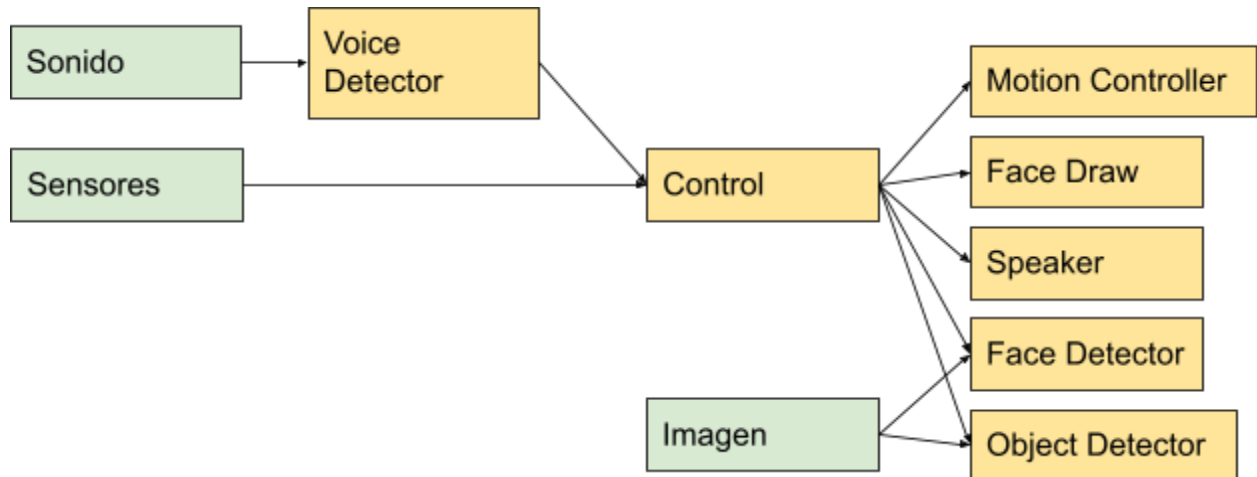 Sonido
Voice
Detector
Sensores
Control
Motion Controller
Face Draw
Speaker
Face Detector
Imagen
Object Detector